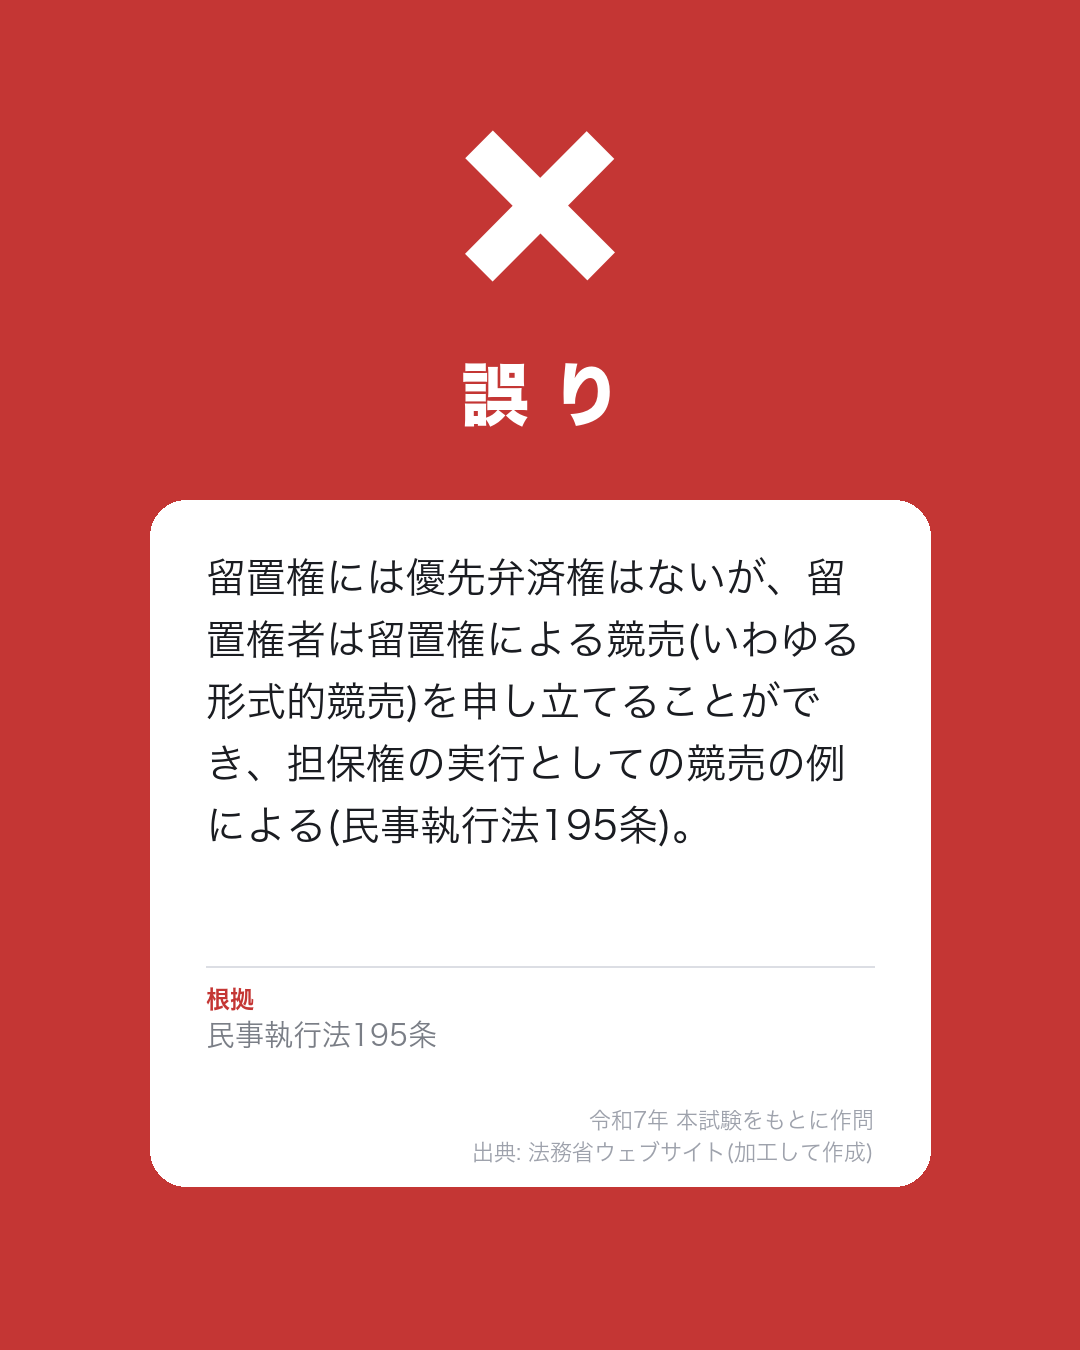 誤り
留置権には優先弁済権はないが、留
置権者は留置権による競売(いわゆる
形式的競売)を申し立てることがで
き、担保権の実行としての競売の例
による(民事執行法195条)。
根拠
民事執行法195条
令和7年 本試験をもとに作問
出典: 法務省ウェブサイト(加工して作成)